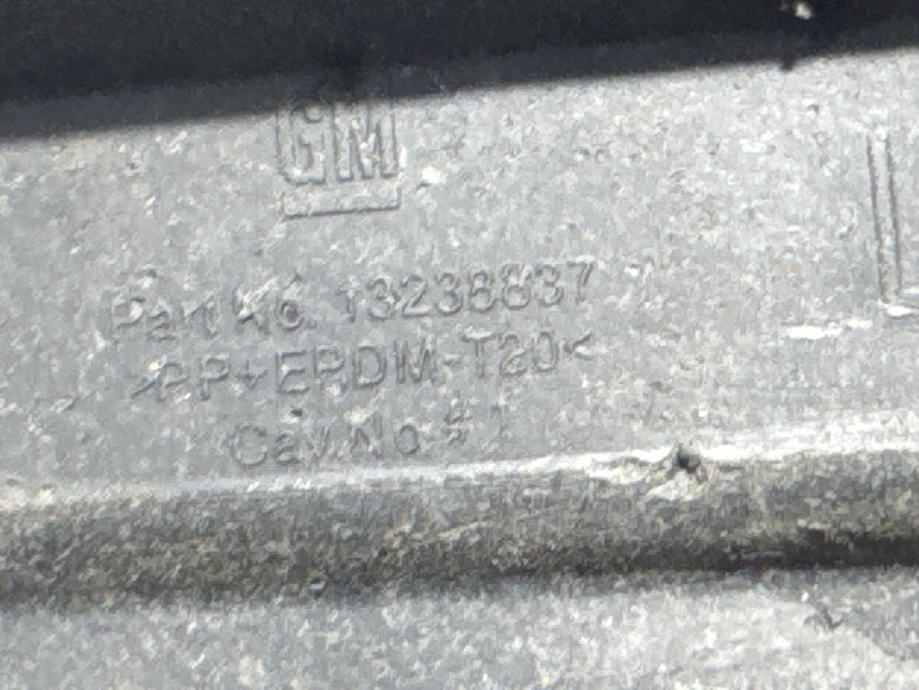 GM
Part No. 13238837
>PP+EPDM-T20<
Cav.No # 1
L